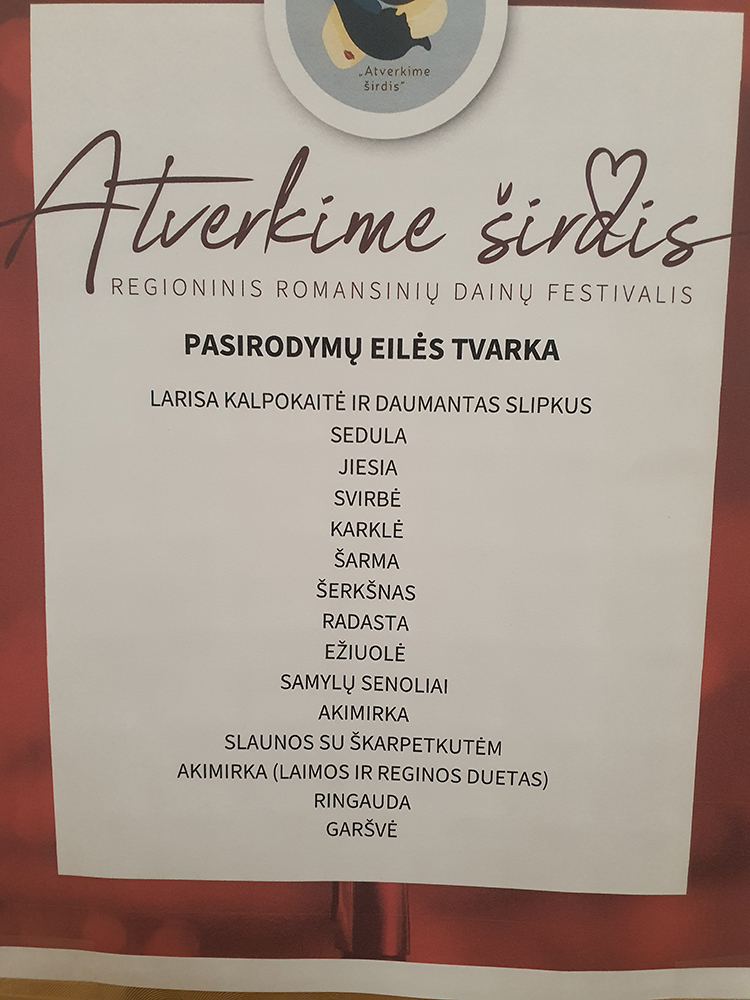 „Atverkime
širdis"
Atverkime širdis
REGIONINIS ROMANSINIŲ DAINŲ FESTIVALIS
PASIRODYMŲ EILĖS TVARKA
LARISA KALPOKAITĖ IR DAUMANTAS SLIPKUS
SEDULA
JIESIA
SVIRBĖ
KARKLĖ
ŠARMA
ŠERKŠNAS
RADASTA
EŽIUOLĖ
SAMYLŲ SENOLIAI
AKIMIRKA
SLAUNOS SU ŠKARPETKUTĖM
AKIMIRKA (LAIMOS IR REGINOS DUETAS)
RINGAUDA
GARŠVĖ